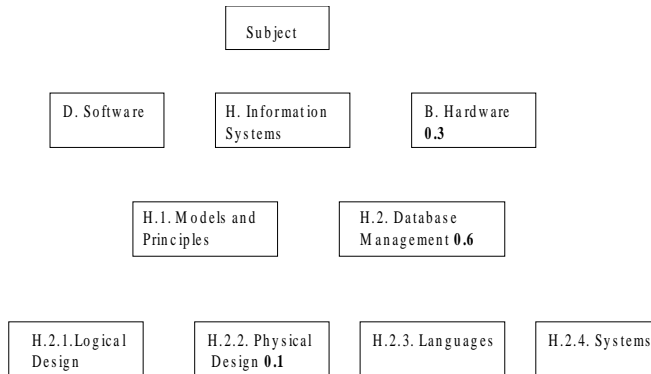 Subject
D. Software
H. Information
Systems
B. Hardware
0.3
H.1. Models and
Principles
H.2. Database
Management 0.6
H.2.1.Logical
Design
H.2.2. Physical
Design 0.1
H.2.3. Languages
H.2.4. Systems